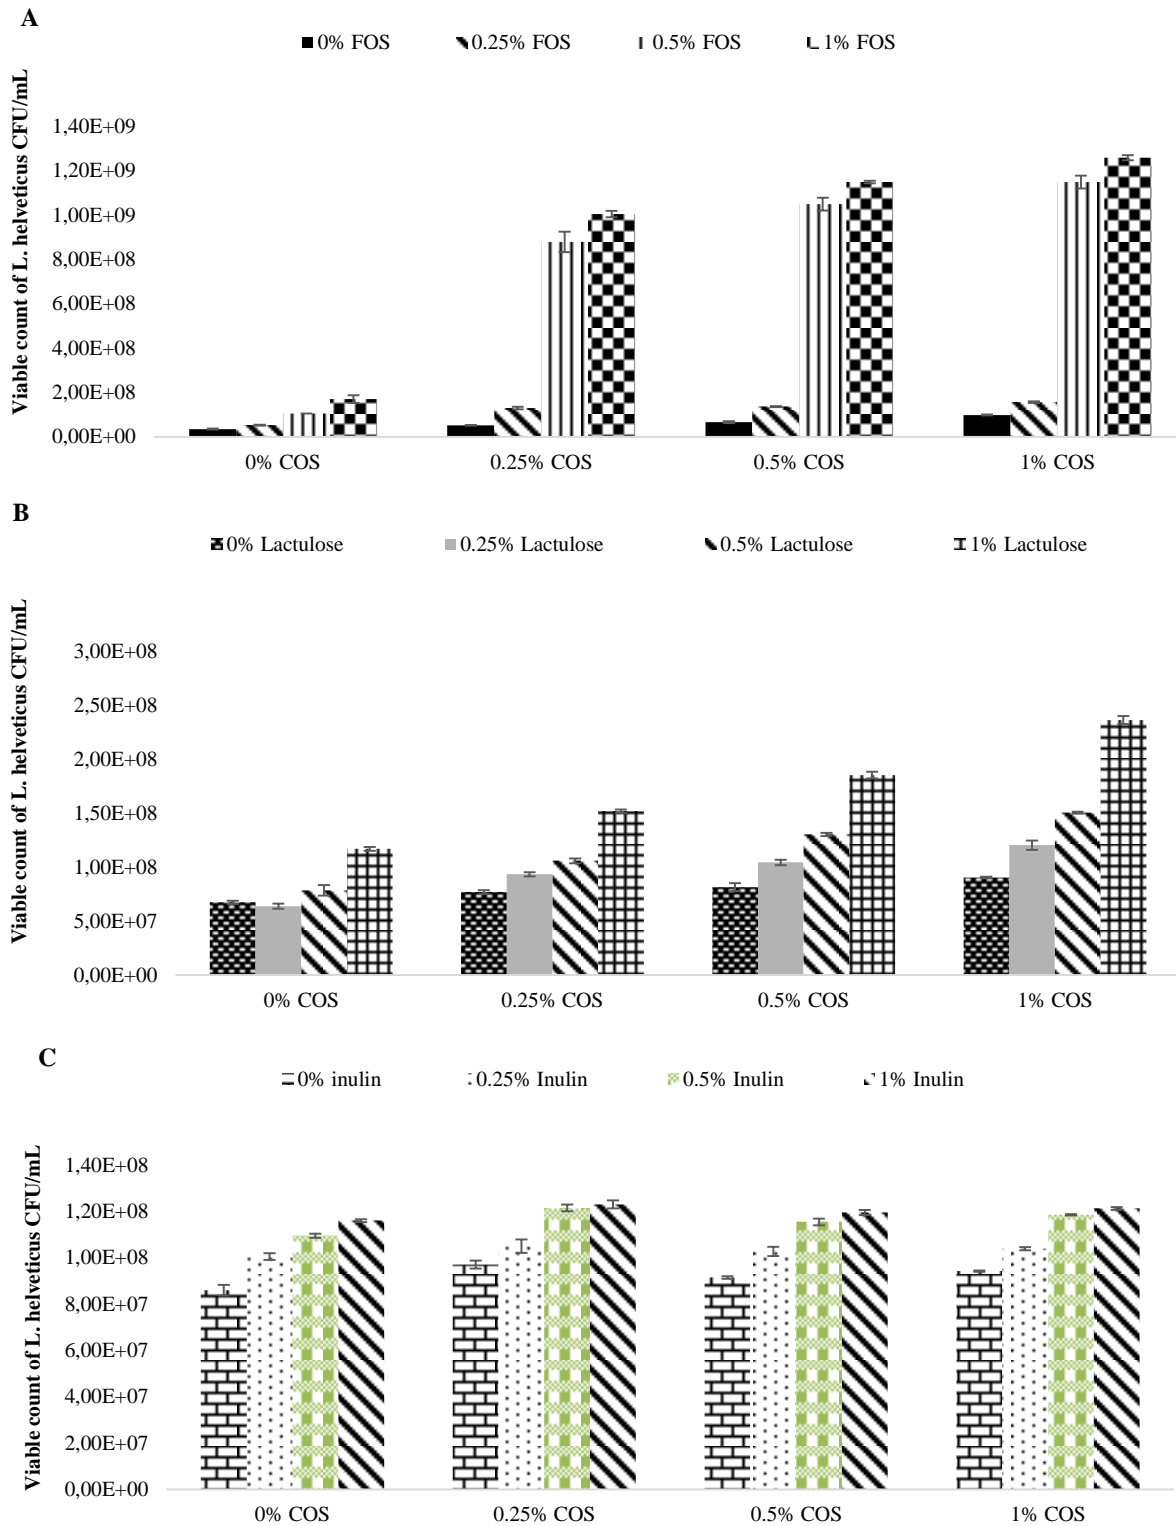 A
0% FOS 0.25% FOS 0.5% FOS 1% FOS
Viable count of L. helveticus CFU/mL
1,40E+09
1,20E+09
1,00E+09
8,00E+08
6,00E+08
4,00E+08
2,00E+08
0,00E+00
0% COS 0.25% COS 0.5% COS 1% COS
B
0% Lactulose 0.25% Lactulose 0.5% Lactulose 1% Lactulose
Viable count of L. helveticus CFU/mL
3,00E+08
2,50E+08
2,00E+08
1,50E+08
1,00E+08
5,00E+07
0,00E+00
0% COS 0.25% COS 0.5% COS 1% COS
C
0% inulin 0.25% Inulin 0.5% Inulin 1% Inulin
Viable count of L. helveticus CFU/mL
1,40E+08
1,20E+08
1,00E+08
8,00E+07
6,00E+07
4,00E+07
2,00E+07
0,00E+00
0% COS 0.25% COS 0.5% COS 1% COS